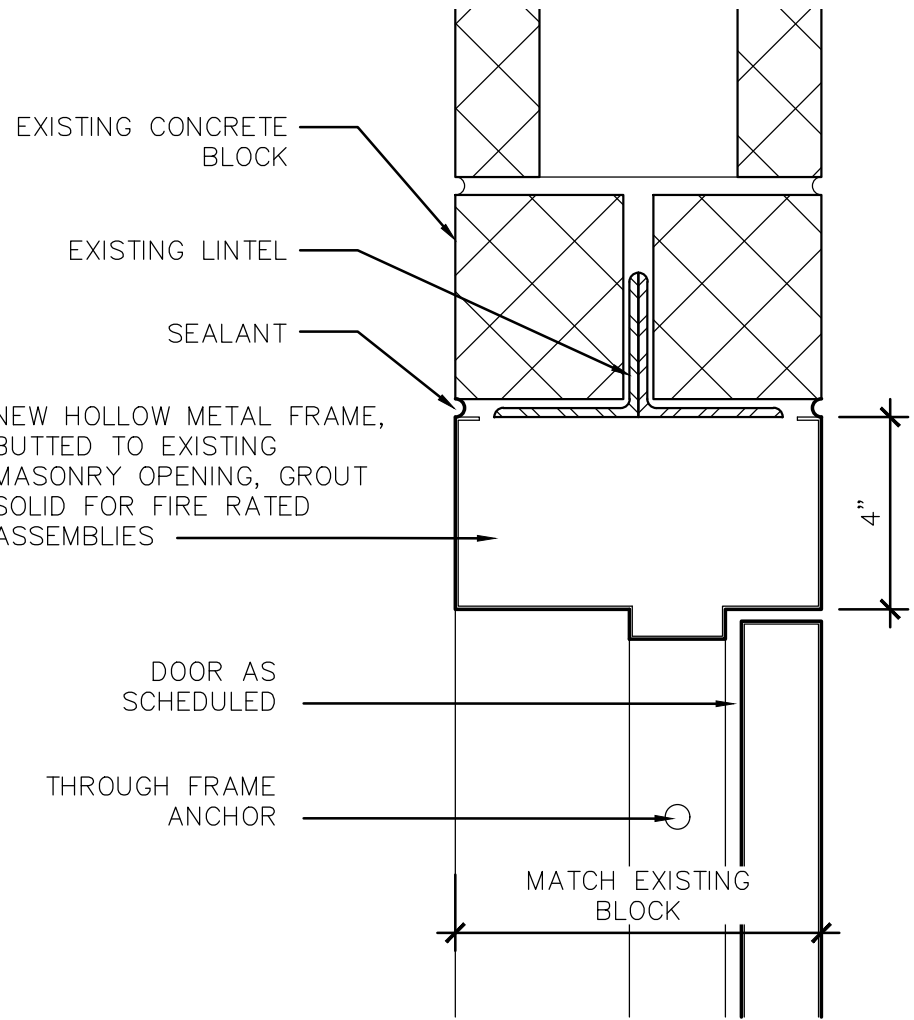 EXISTING CONCRETE
BLOCK
EXISTING LINTEL
SEALANT
NEW HOLLOW METAL FRAME,
BUTTED TO EXISTING
MASONRY OPENING, GROUT
SOLID FOR FIRE RATED
ASSEMBLIES
4”
DOOR AS
SCHEDULED
THROUGH FRAME
ANCHOR
MATCH EXISTING
BLOCK